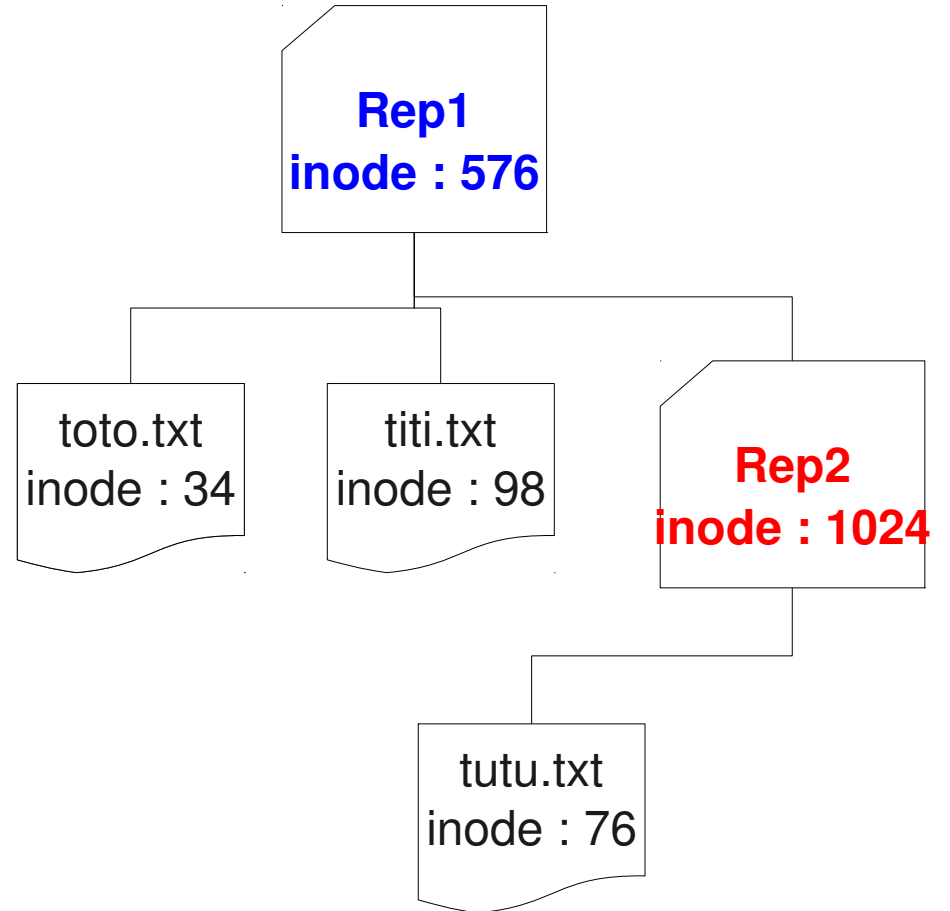 Rep1
inode : 576
toto.txt
inode : 34
titi.txt
inode : 98
Rep2
inode : 1024
tutu.txt
inode : 76